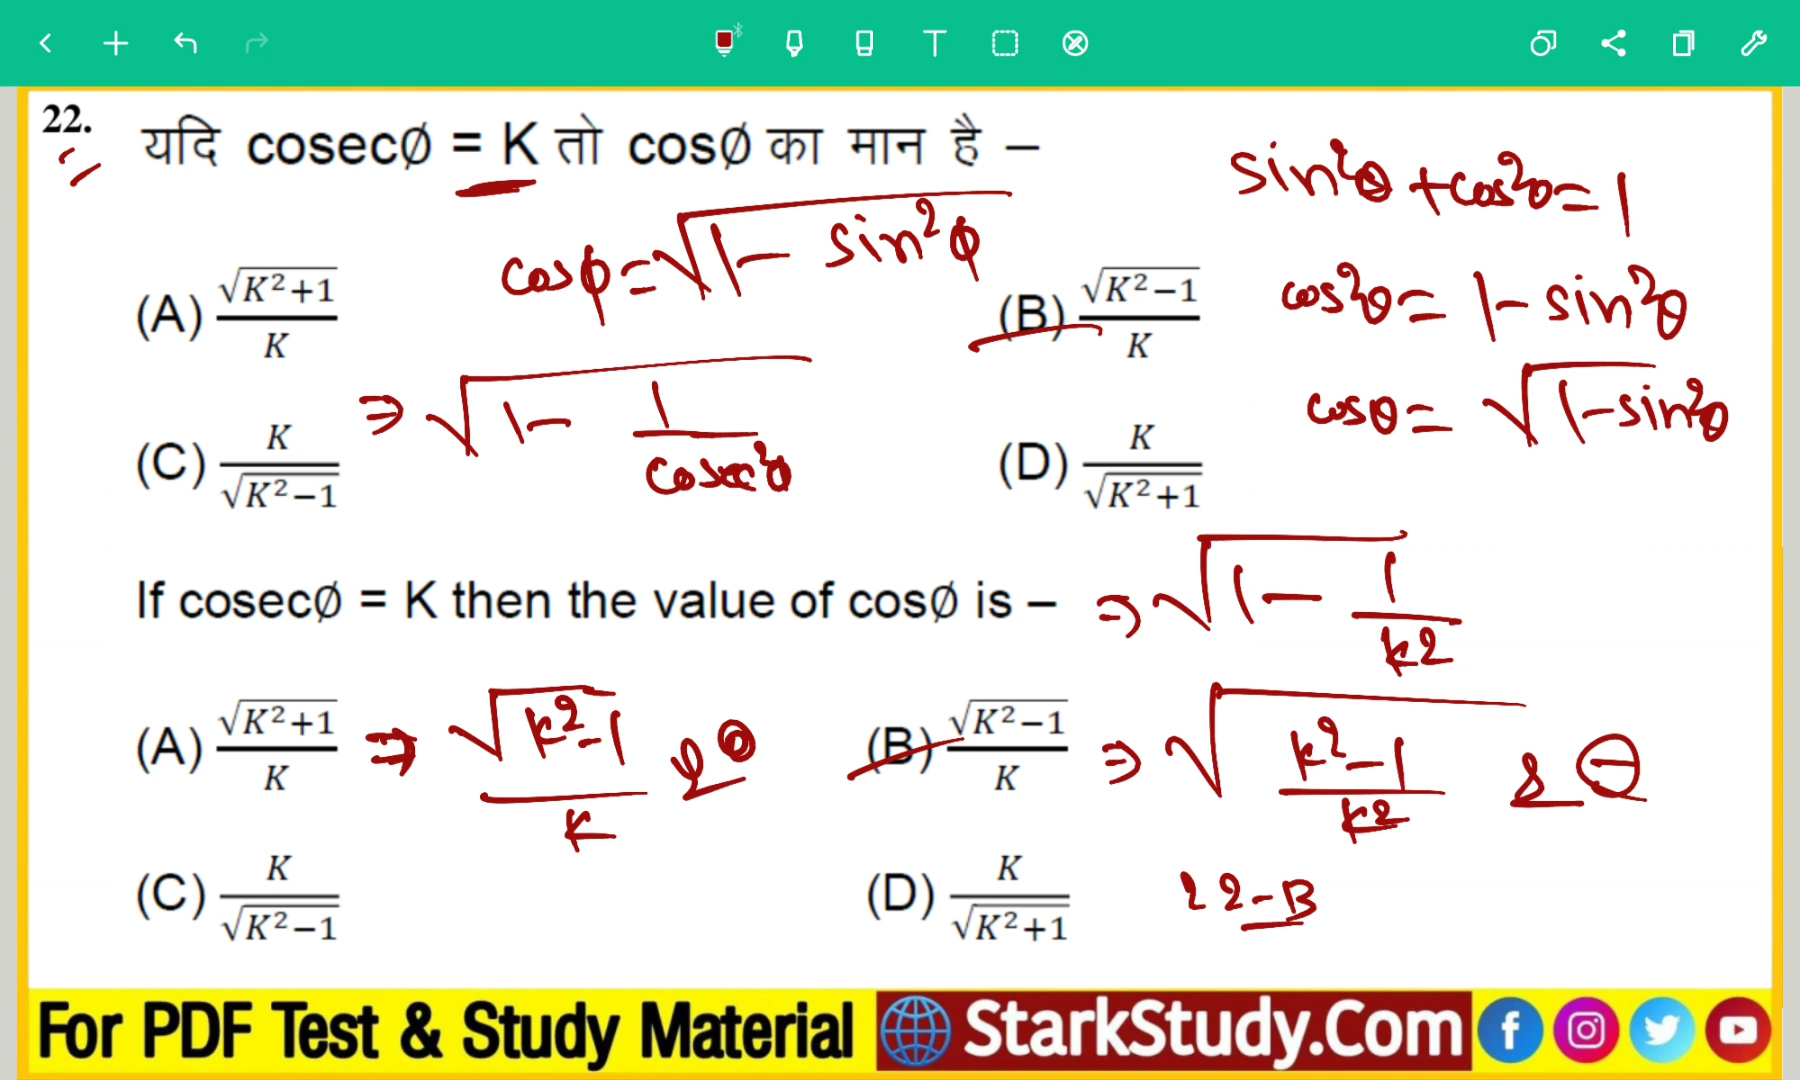 22. यदि cosecØ = K तो cosØ का मान है –
sin²θ + cos²θ = 1
cosϕ = √(1 − sin²ϕ)
(A) √(K²+1)/K (B) √(K²−1)/K
cos²θ = 1 − sin²θ
cosθ = √(1 − sin²θ)
⇒ √(1 − 1/cosec²θ)
(C) K/√(K²−1) (D) K/√(K²+1)
If cosecØ = K then the value of cosØ is –
⇒ √(1 − 1/k²)
(A) √(K²+1)/K (B) √(K²−1)/K
⇒ √((k²−1)/k²)
⇒ √(k²−1)/k
(C) K/√(K²−1) (D) K/√(K²+1)
22-B
For PDF Test & Study Material StarkStudy.Com